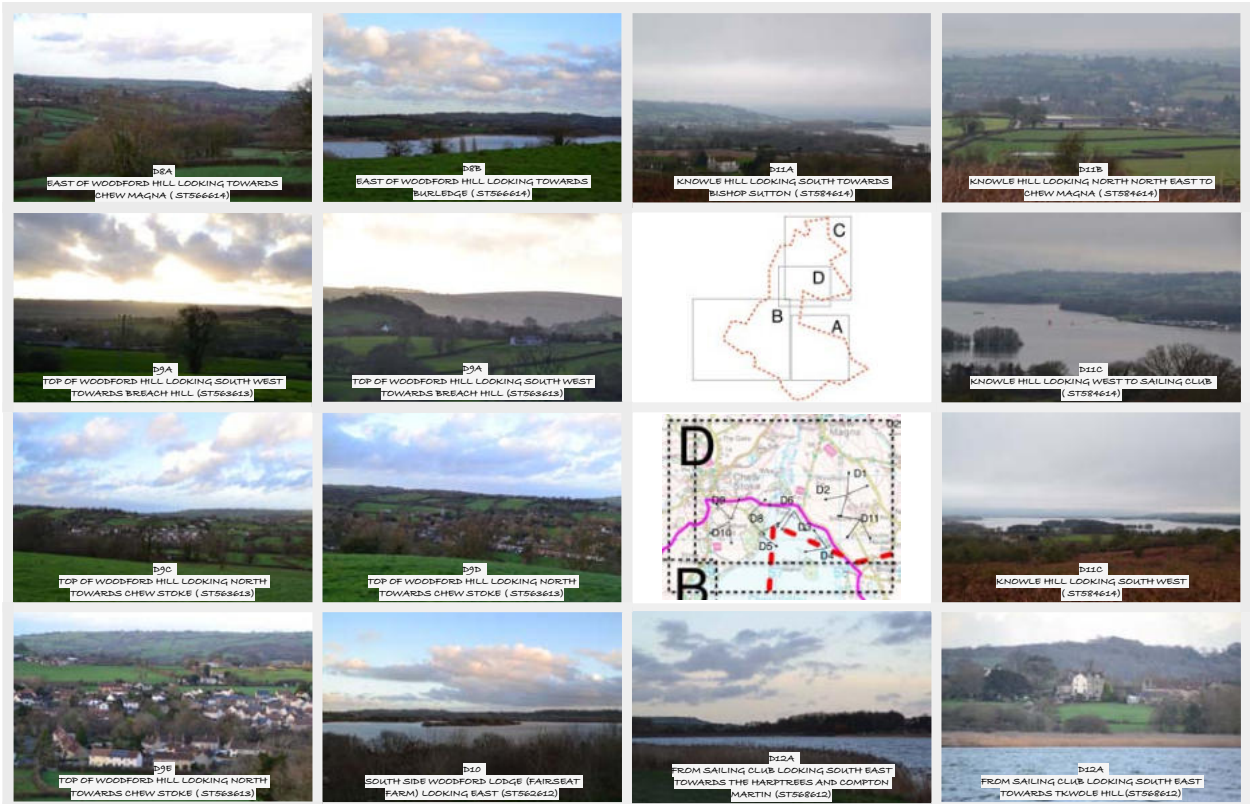 D8A
EAST OF WOODFORD HILL LOOKING TOWARDS
CHEW MAGNA ( ST566614)
D8B
EAST OF WOODFORD HILL LOOKING TOWARDS
BURLEDGE (ST566614)
D11A
KNOWLE HILL LOOKING SOUTH TOWARDS
BISHOP SUTTON (ST584614)
D11B
KNOWLE HILL LOOKING NORTH NORTH EAST TO
CHEW MAGNA ( ST584614)
D9A
TOP OF WOODFORD HILL LOOKING SOUTH WEST
TOWARDS BREACH HILL (ST563613)
D9A
TOP OF WOODFORD HILL LOOKING SOUTH WEST
TOWARDS BREACH HILL (ST563613)
C
D
B
A
D11C
KNOWLE HILL LOOKING WEST TO SAILING CLUB
( ST584614)
D9C
TOP OF WOODFORD HILL LOOKING NORTH
TOWARDS CHEW STOKE ( ST563613)
D9D
TOP OF WOODFORD HILL LOOKING NORTH
TOWARDS CHEW STOKE ( ST563613)
D
Magna
Chew
Stoke
D1
D2
D9
D6
D8
D11
D10
D3
D5
D4
B
D11C
KNOWLE HILL LOOKING SOUTH WEST
( ST584614)
D9E
TOP OF WOODFORD HILL LOOKING NORTH
TOWARDS CHEW STOKE (ST563613)
D10
SOUTH SIDE WOODFORD LODGE (FAIRSEAT
FARM) LOOKING EAST (ST562612)
D12A
FROM SAILING CLUB LOOKING SOUTH EAST
TOWARDS THE HARPTREES AND COMPTON
MARTIN (ST568612)
D12A
FROM SAILING CLUB LOOKING SOUTH EAST
TOWARDS TKWOLE HILL(ST568612)